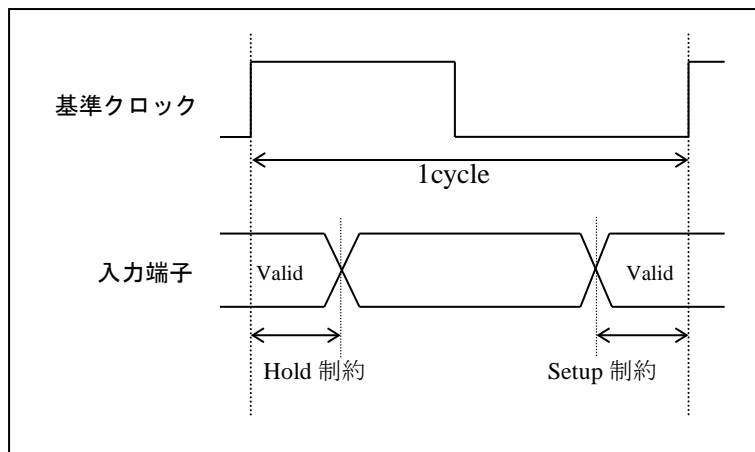 基準クロック
1cycle
入力端子
Valid
Valid
Hold 制約
Setup 制約